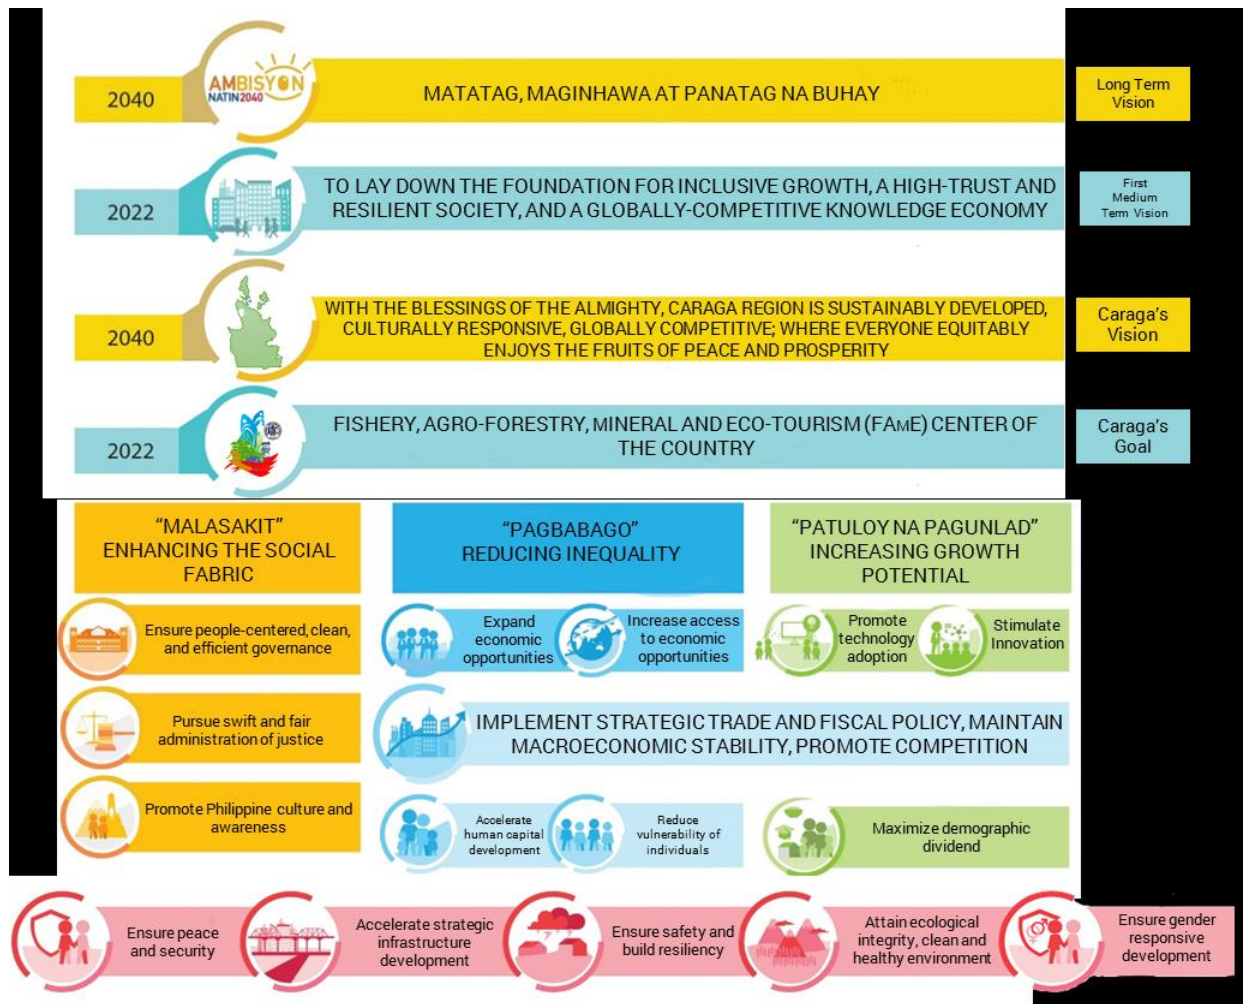 2040
AMBISYON
NATIN 2040
MATATAG, MAGINHAWA AT PANATAG NA BUHAY
Long Term
Vision
2022
TO LAY DOWN THE FOUNDATION FOR INCLUSIVE GROWTH, A HIGH-TRUST AND
RESILIENT SOCIETY, AND A GLOBALLY-COMPETITIVE KNOWLEDGE ECONOMY
First
Medium
Term Vision
2040
WITH THE BLESSINGS OF THE ALMIGHTY, CARAGA REGION IS SUSTAINABLY DEVELOPED,
CULTURALLY RESPONSIVE, GLOBALLY COMPETITIVE; WHERE EVERYONE EQUITABLY
ENJOYS THE FRUITS OF PEACE AND PROSPERITY
Caraga's
Vision
2022
FISHERY, AGRO-FORESTRY, MINERAL AND ECO-TOURISM (FAME) CENTER OF
THE COUNTRY
Caraga's
Goal
“MALASAKIT”
ENHANCING THE SOCIAL
FABRIC
“PAGBABAGO”
REDUCING INEQUALITY
“PATULOY NA PAGUNLAD”
INCREASING GROWTH
POTENTIAL
Ensure people-centered, clean,
and efficient governance
Expand
economic
opportunities
Increase access
to economic
opportunities
Promote
technology
adoption
Stimulate
Innovation
Pursue swift and fair
administration of justice
IMPLEMENT STRATEGIC TRADE AND FISCAL POLICY, MAINTAIN
MACROECONOMIC STABILITY, PROMOTE COMPETITION
Promote Philippine culture and
awareness
Accelerate
human capital
development
Reduce
vulnerability of
individuals
Maximize demographic
dividend
Ensure peace
and security
Accelerate strategic
infrastructure
development
Ensure safety and
build resiliency
Attain ecological
integrity, clean and
healthy environment
Ensure gender
responsive
development